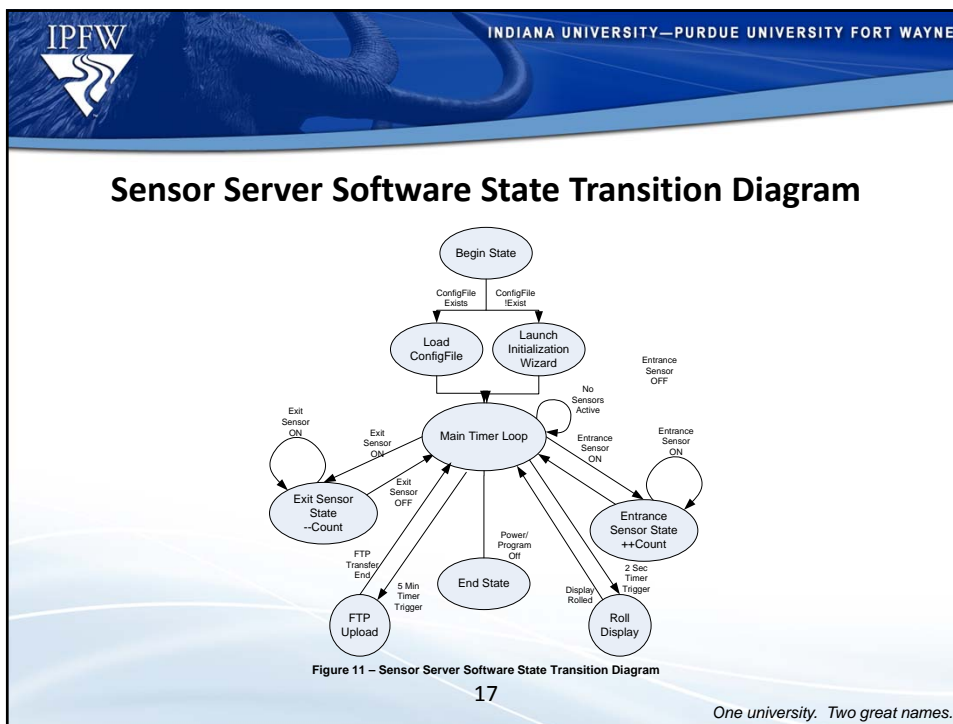 IPFW
INDIANA UNIVERSITY—PURDUE UNIVERSITY FORT WAYNE
Sensor Server Software State Transition Diagram
Begin State
ConfigFile
Exists
ConfigFile
!Exist
Load
ConfigFile
Launch
Initialization
Wizard
Entrance
Sensor
OFF
No
Sensors
Active
Exit
Sensor
ON
Exit
Sensor
ON
Main Timer Loop
Entrance
Sensor
ON
Entrance
Sensor
ON
Exit
Sensor
OFF
Exit Sensor
State
--Count
Entrance
Sensor State
++Count
FTP
Transfer
End
Power/
Program
Off
5 Min
Timer
Trigger
End State
Display
Rolled
2 Sec
Timer
Trigger
FTP
Upload
Roll
Display
Figure 11 – Sensor Server Software State Transition Diagram
17
One university. Two great names.